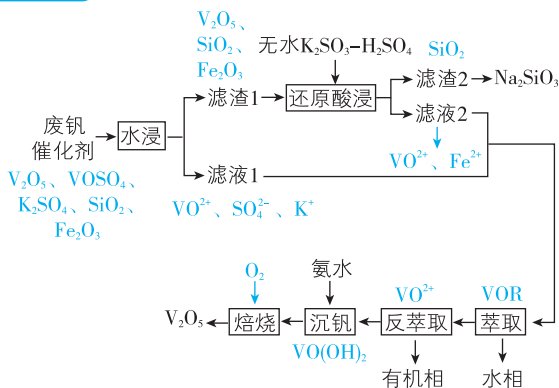 V₂O₅、
SiO₂、
Fe₂O₃
无水K₂SO₃-H₂SO₄
SiO₂
滤渣1
还原酸浸
滤渣2
Na₂SiO₃
滤液2
废钒
催化剂
水浸
VO²⁺、Fe²⁺
滤液1
V₂O₅、VOSO₄、
K₂SO₄、SiO₂、
Fe₂O₃
VO²⁺、SO₄²⁻、K⁺
O₂
氨水
VO²⁺
VOR
V₂O₅
焙烧
沉钒
反萃取
萃取
VO(OH)₂
有机相
水相